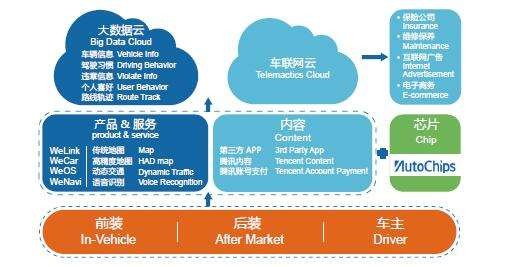 大数据云
Big Data Cloud
车辆信息 Vehicle Info
驾驶习惯 Driving Behavior
违章信息 Violate Info
个人喜好 User Behavior
路线轨迹 Route Track
车联网云
Telemactics Cloud
• 保险公司
Insurance
• 维修保养
Maintenance
• 互联网广告
Internet
Advertisement
• 电子商务
E-commerce
产品 & 服务
product & service
WeLink 传统地图 Map
WeCar 高精度地图 HAD map
WeOS 动态交通 Dynamic Traffic
WeNavi 语言识别 Voice Recognition
内容
Content
第三方 APP 3rd Party App
腾讯内容 Tencent Content
腾讯账号支付 Tencent Account Payment
芯片
Chip
AutoChips
前装
In-Vehicle
后装
After Market
车主
Driver